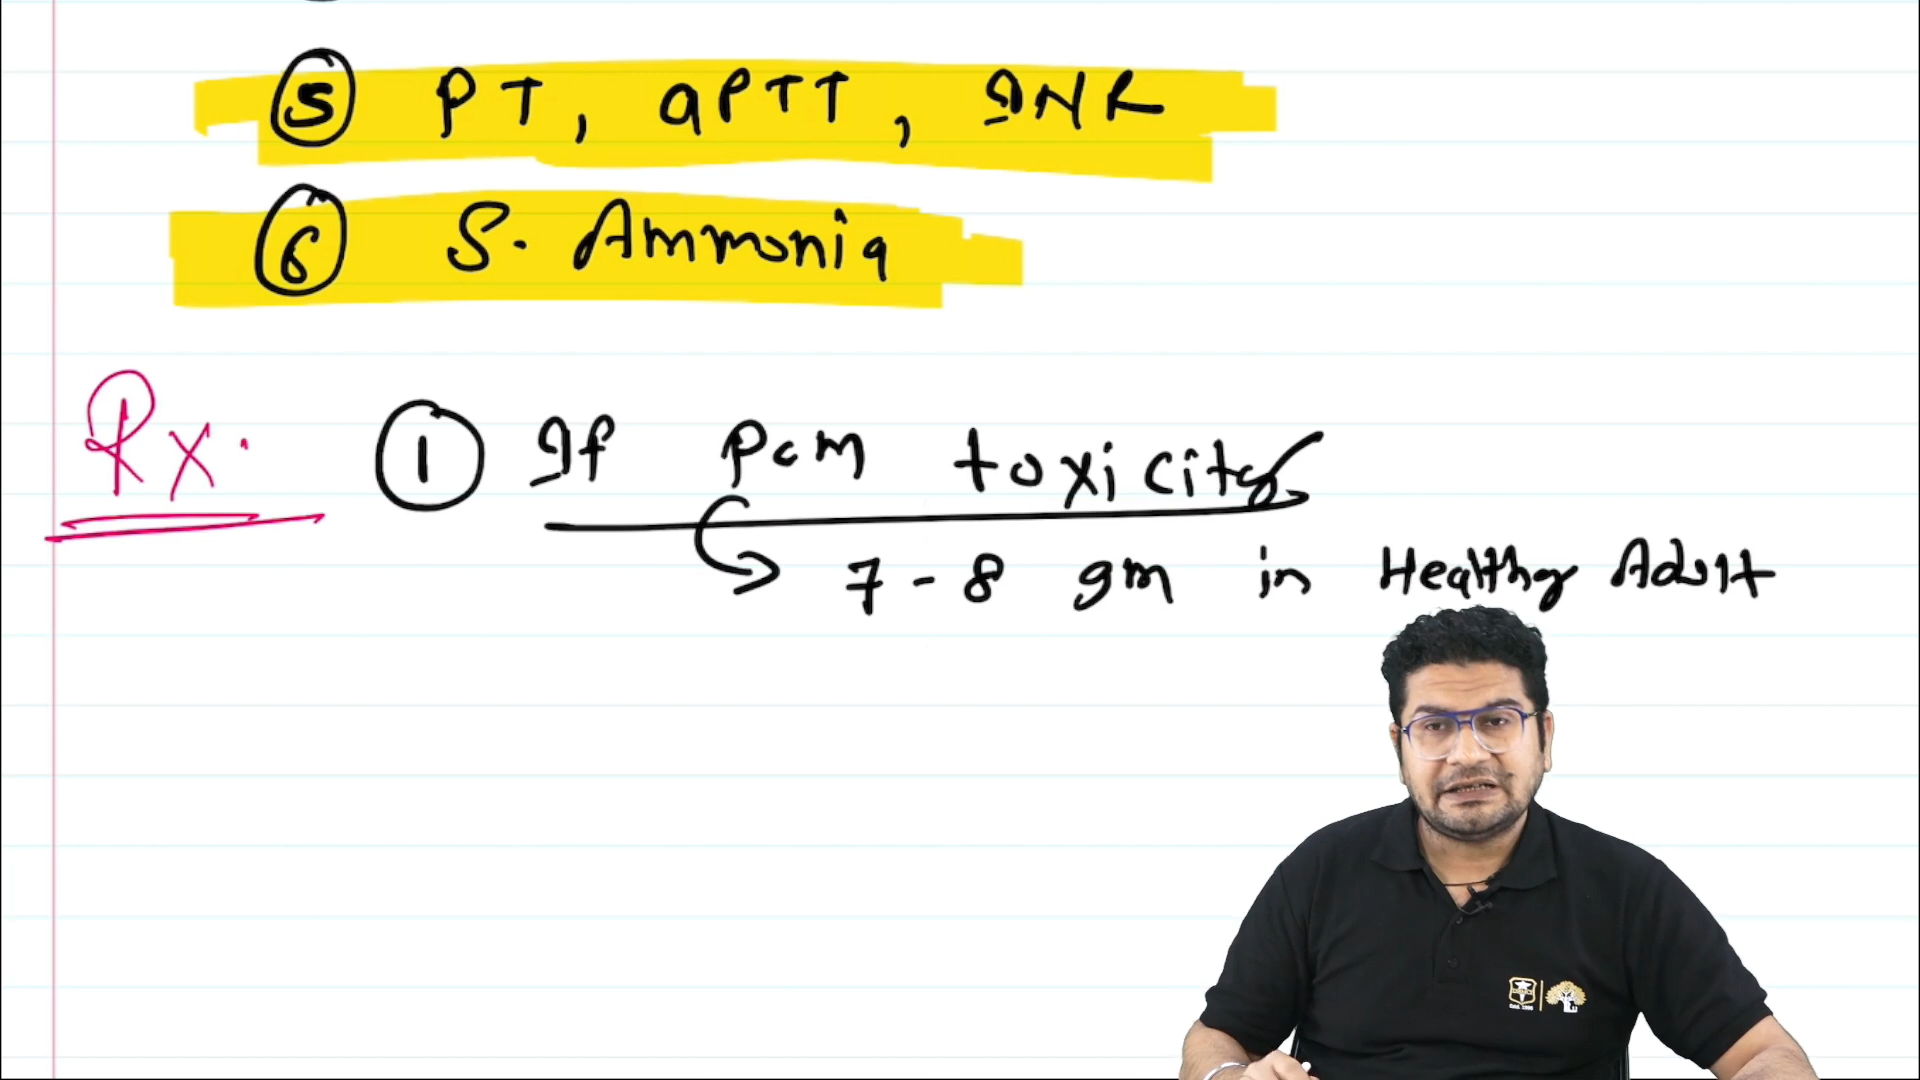 5 PT, aPTT, INR
6 S. Ammonia
Rx. 1 If Pcm toxicity
7-8 gm in Healthy Adult